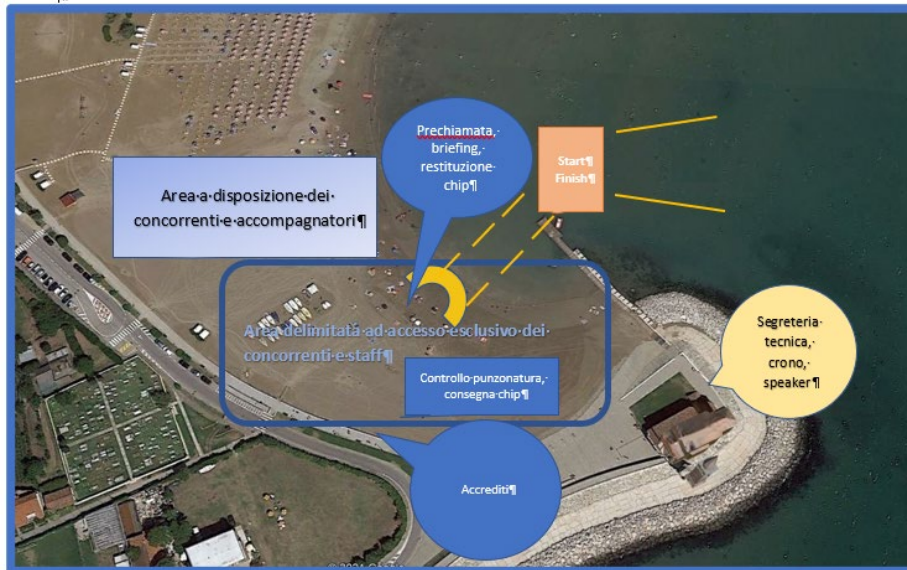 Prechiamata,·
briefing,·
restituzione·
chip¶
Start¶
Finish¶
Area·a·disposizione·dei·
concorrenti·e·accompagnatori¶
Area·delimitata·ad·accesso·esclusivo·dei·
concorrenti·e·staff¶
Segreteria·
tecnica,·
crono,·
speaker¶
Controllo·punzonatura,·
consegna·chip¶
Accrediti¶